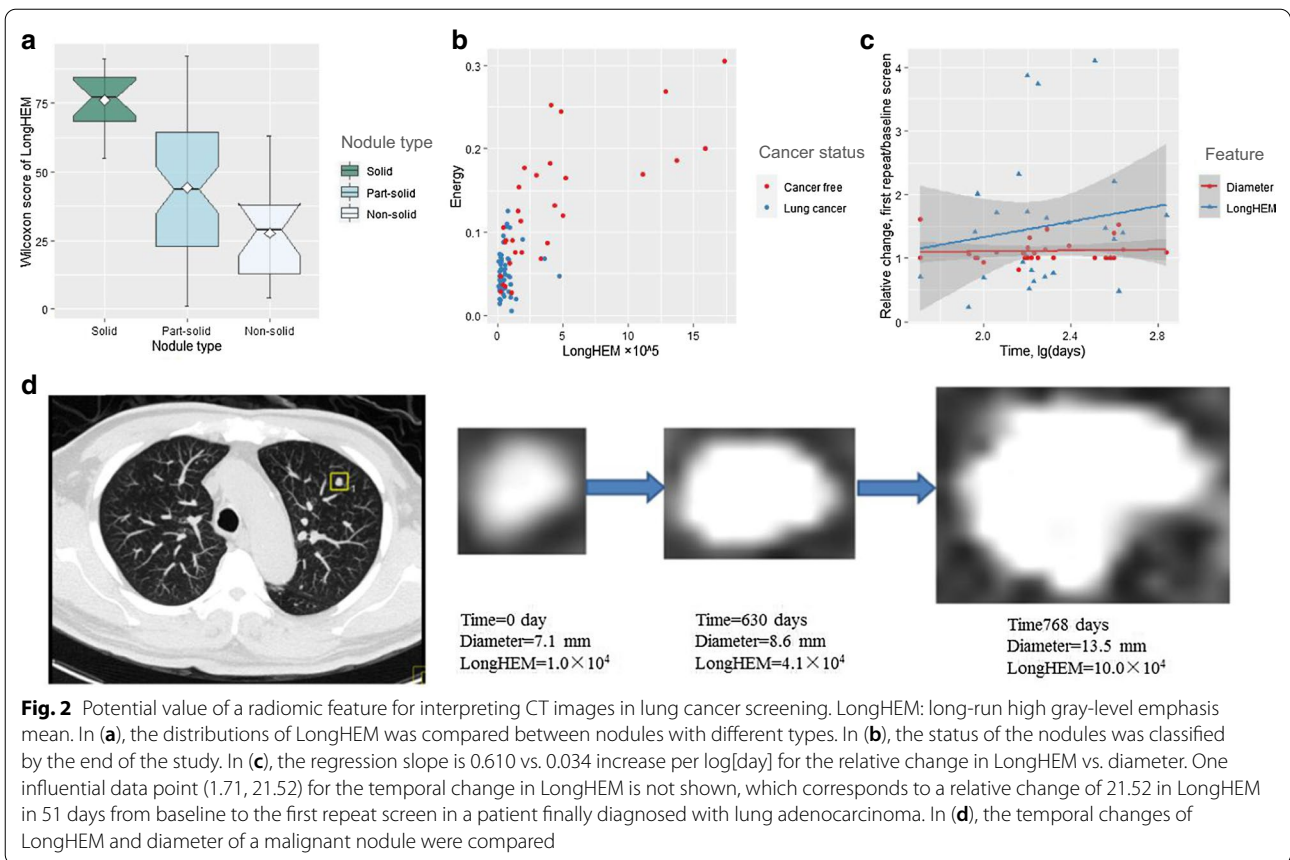 a
Wilcoxon score of LongHEM
75
50
25
0
Solid
Part-solid
Non-solid
Nodule type
Nodule type
Solid
Part-solid
Non-solid
b
Energy
0.3
0.2
0.1
0.0
0
5
10
15
LongHEM ×10^5
Cancer status
Cancer free
Lung cancer
c
Relative change, first repeat/baseline screen
4
3
2
1
0
2.0
2.4
2.8
Time, lg(days)
Feature
Diameter
LongHEM
d
1
Time=0 day
Diameter=7.1 mm
LongHEM=1.0×10⁴
Time=630 days
Diameter=8.6 mm
LongHEM=4.1×10⁴
Time768 days
Diameter=13.5 mm
LongHEM=10.0×10⁴
Fig. 2 Potential value of a radiomic feature for interpreting CT images in lung cancer screening. LongHEM: long-run high gray-level emphasis
mean. In (a), the distributions of LongHEM was compared between nodules with different types. In (b), the status of the nodules was classified
by the end of the study. In (c), the regression slope is 0.610 vs. 0.034 increase per log[day] for the relative change in LongHEM vs. diameter. One
influential data point (1.71, 21.52) for the temporal change in LongHEM is not shown, which corresponds to a relative change of 21.52 in LongHEM
in 51 days from baseline to the first repeat screen in a patient finally diagnosed with lung adenocarcinoma. In (d), the temporal changes of
LongHEM and diameter of a malignant nodule were compared